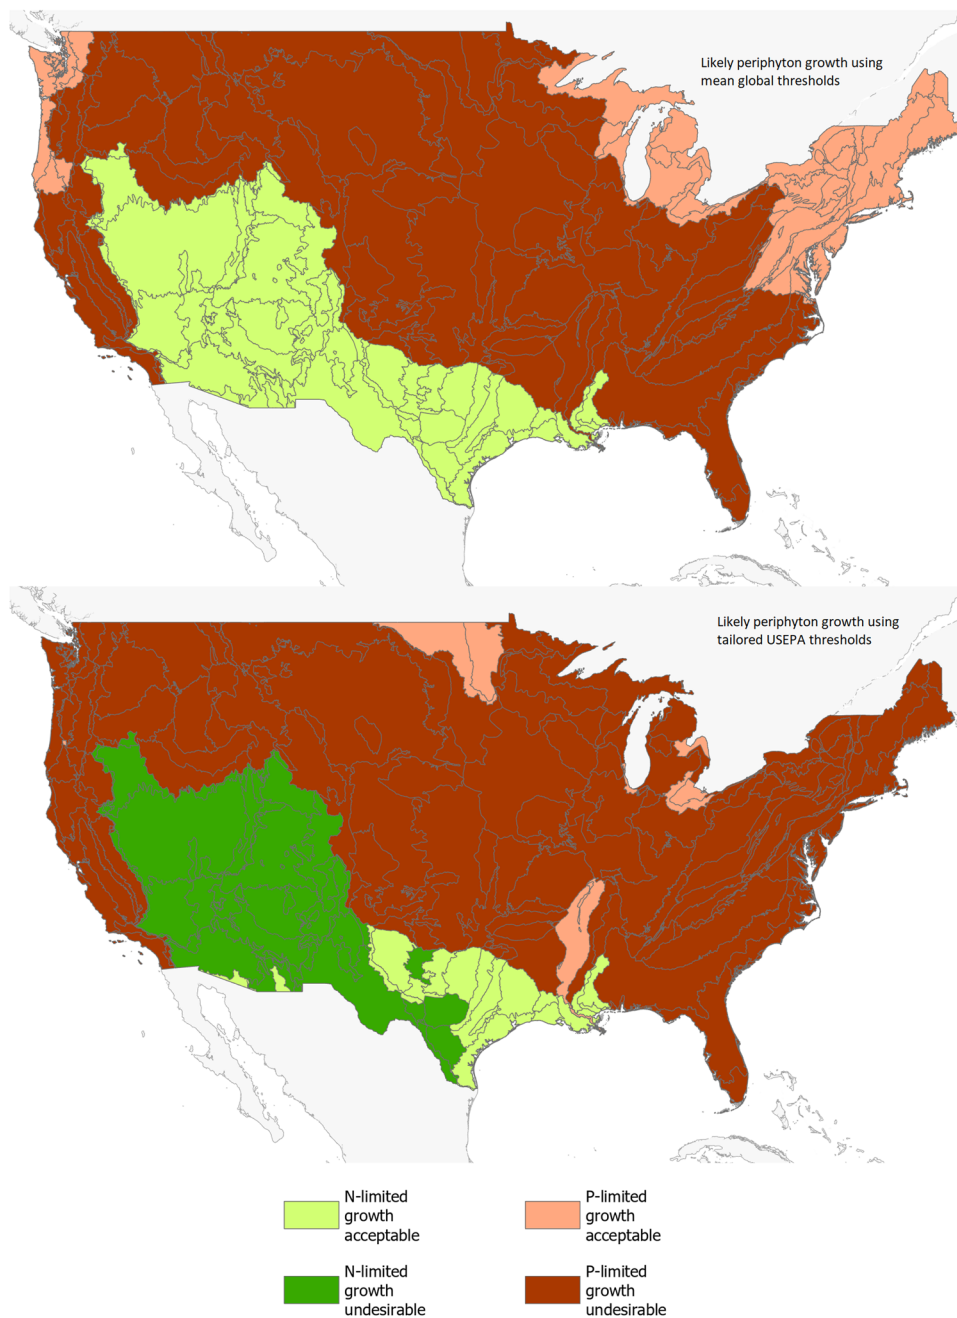 Likely periphyton growth using
mean global thresholds
Likely periphyton growth using
tailored USEPA thresholds
N-limited
growth
acceptable
P-limited
growth
acceptable
N-limited
growth
undesirable
P-limited
growth
undesirable